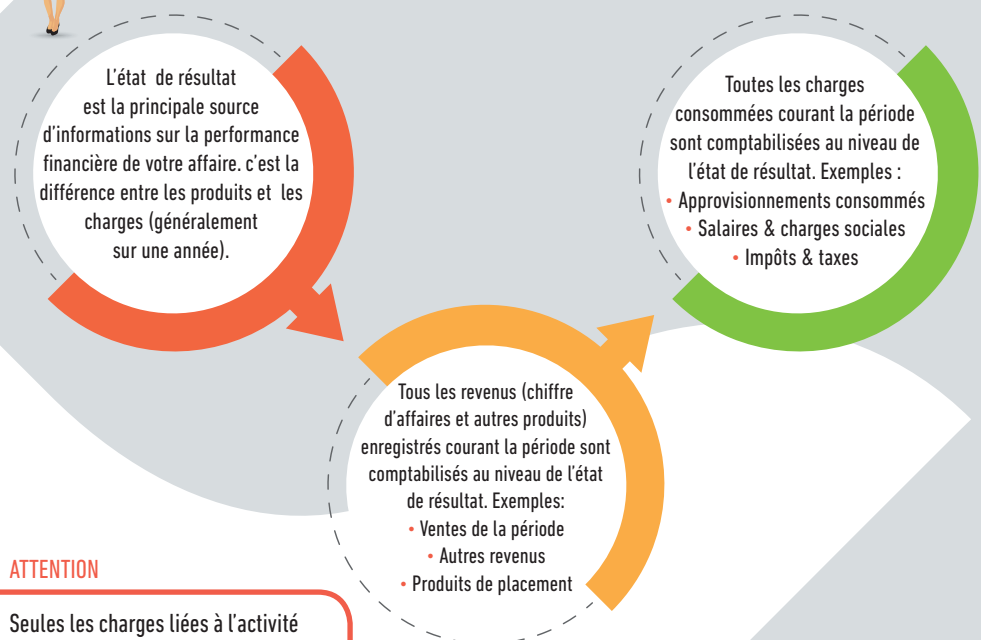 L'état de résultat
est la principale source
d'informations sur la performance
financière de votre affaire. c'est la
différence entre les produits et les
charges (généralement
sur une année).
Tous les revenus (chiffre
d'affaires et autres produits)
enregistrés courant la période sont
comptabilisés au niveau de l'état
de résultat. Exemples:
• Ventes de la période
• Autres revenus
• Produits de placement
Toutes les charges
consommées courant la période
sont comptabilisées au niveau de
l'état de résultat. Exemples :
• Approvisionnements consommés
• Salaires & charges sociales
• Impôts & taxes
ATTENTION
Seules les charges liées à l'activité